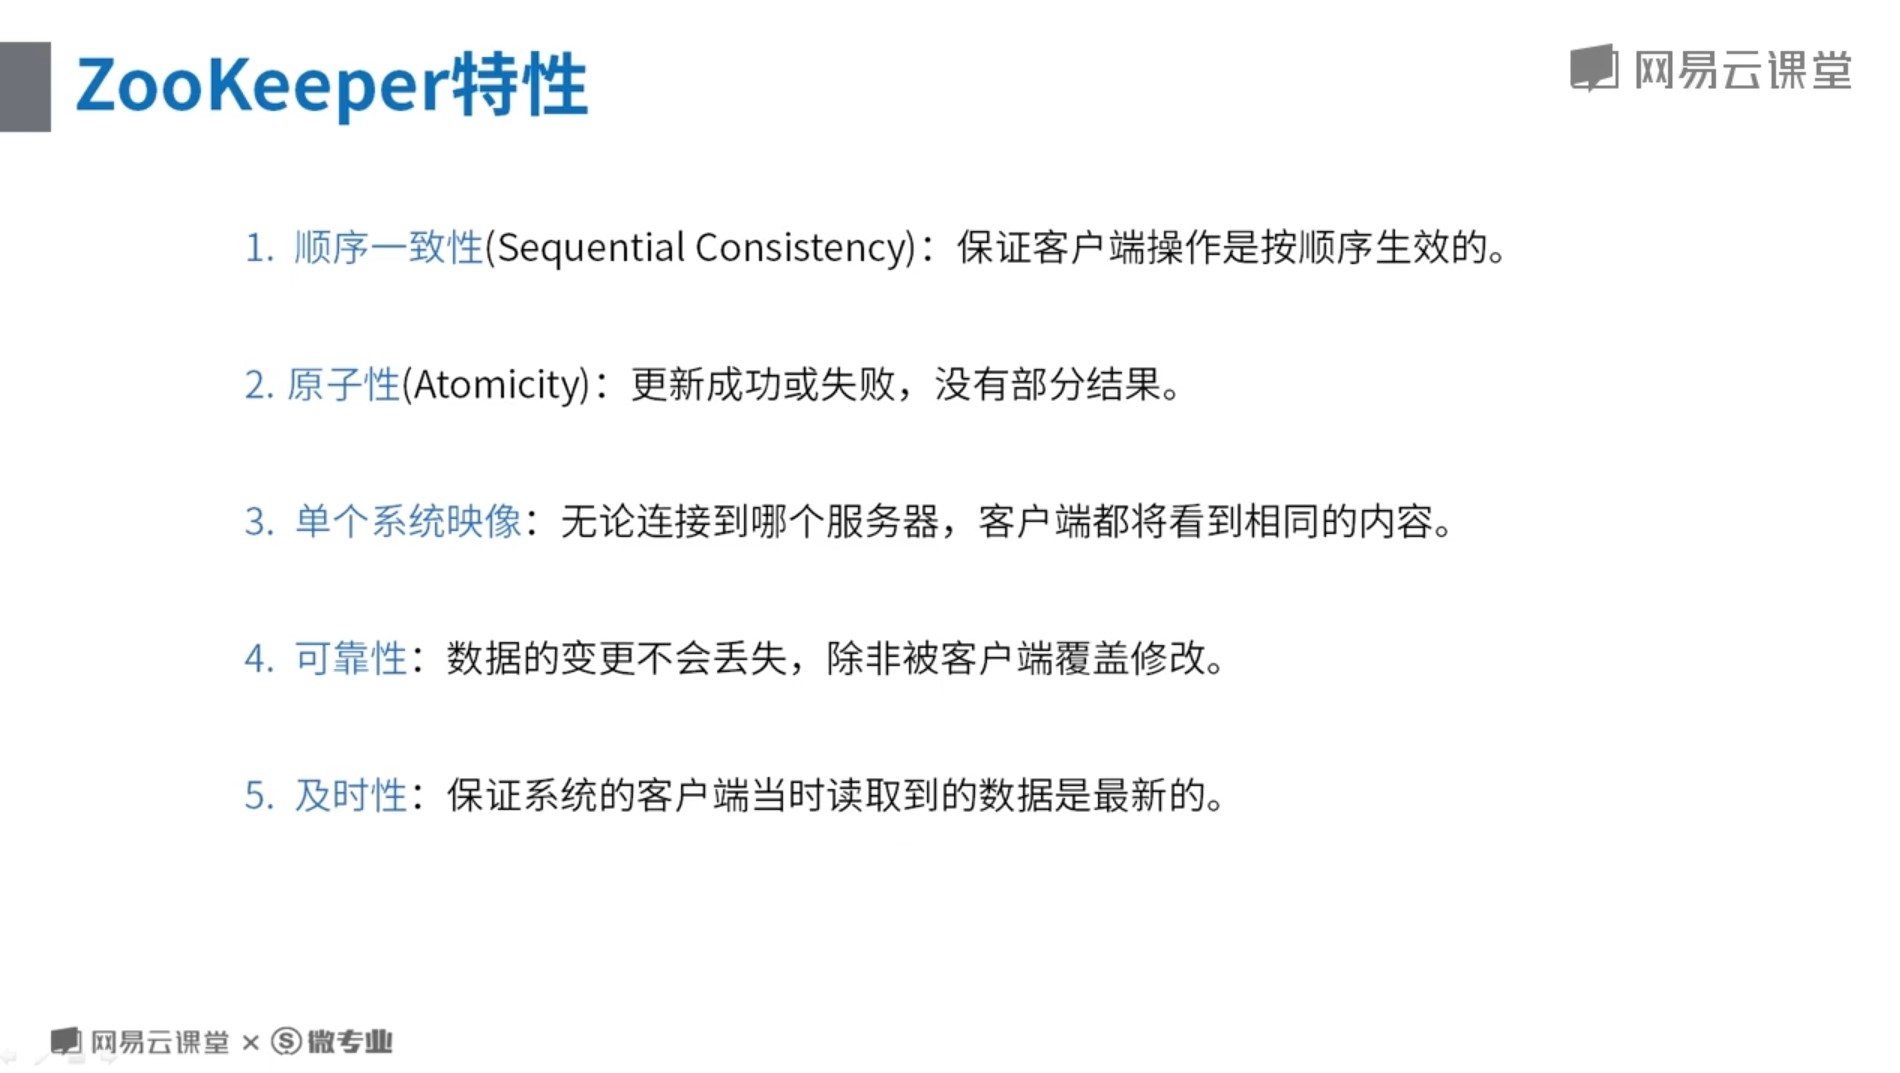 ZooKeeper特性
网易云课堂
1. 顺序一致性(Sequential Consistency)：保证客户端操作是按顺序生效的。
2. 原子性(Atomicity)：更新成功或失败，没有部分结果。
3. 单个系统映像：无论连接到哪个服务器，客户端都将看到相同的内容。
4. 可靠性：数据的变更不会丢失，除非被客户端覆盖修改。
5. 及时性：保证系统的客户端当时读取到的数据是最新的。
网易云课堂 × 微专业